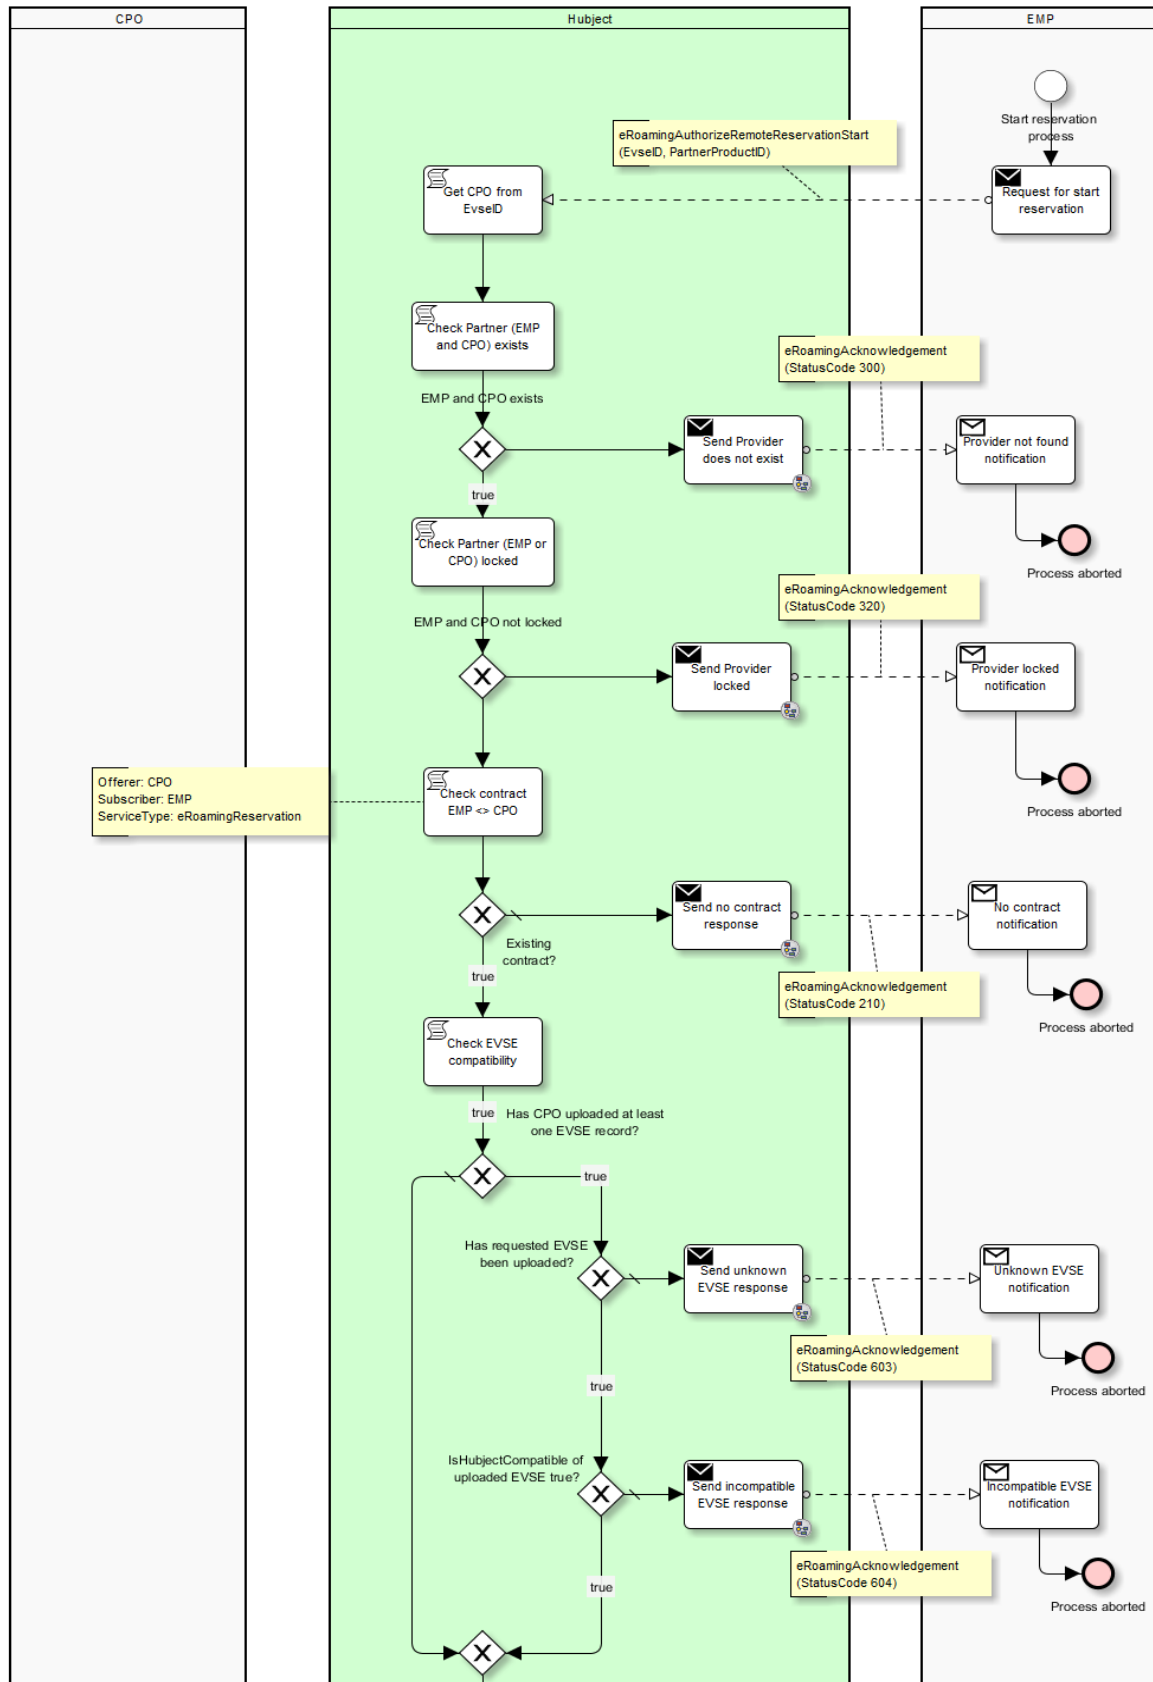 CPO
Hubject
EMP
Start reservation
process
eRoamingAuthorizeRemoteReservationStart
(EvseID, PartnerProductID)
Get CPO from
EvseID
Request for start
reservation
Check Partner (EMP
and CPO) exists
eRoamingAcknowledgement
(StatusCode 300)
EMP and CPO exists
X
Send Provider
does not exist
Provider not found
notification
true
Check Partner (EMP or
CPO) locked
Process aborted
eRoamingAcknowledgement
(StatusCode 320)
EMP and CPO not locked
X
Send Provider
locked
Provider locked
notification
Offerer: CPO
Subscriber: EMP
ServiceType: eRoamingReservation
Check contract
EMP <> CPO
Process aborted
X
Send no contract
response
No contract
notification
Existing
contract?
true
eRoamingAcknowledgement
(StatusCode 210)
Process aborted
Check EVSE
compatibility
true
Has CPO uploaded at least
one EVSE record?
X
true
Has requested EVSE
been uploaded?
X
Send unknown
EVSE response
Unknown EVSE
notification
eRoamingAcknowledgement
(StatusCode 603)
Process aborted
true
IsHubjectCompatible of
uploaded EVSE true?
X
Send incompatible
EVSE response
Incompatible EVSE
notification
eRoamingAcknowledgement
(StatusCode 604)
true
Process aborted
X